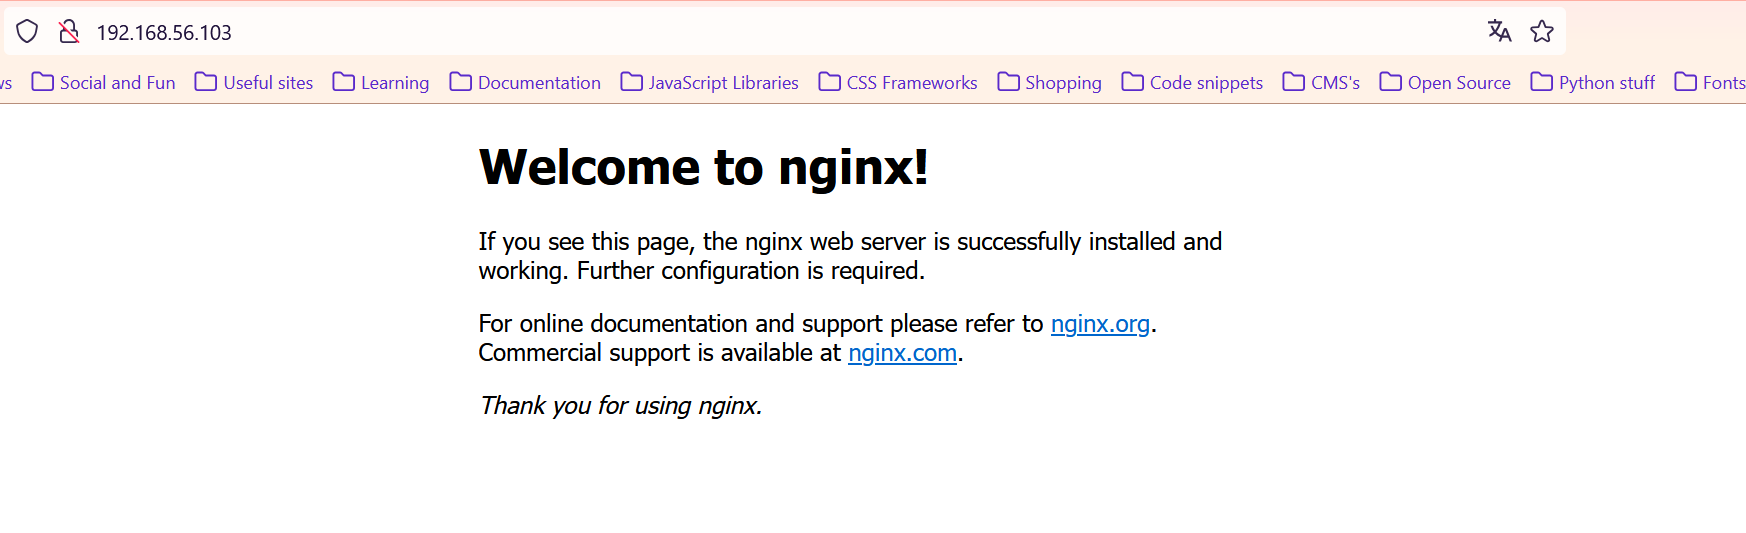 192.168.56.103
Social and Fun Useful sites Learning Documentation JavaScript Libraries CSS Frameworks Shopping Code snippets CMS's Open Source Python stuff Fonts
Welcome to nginx!
If you see this page, the nginx web server is successfully installed and
working. Further configuration is required.
For online documentation and support please refer to nginx.org.
Commercial support is available at nginx.com.
Thank you for using nginx.